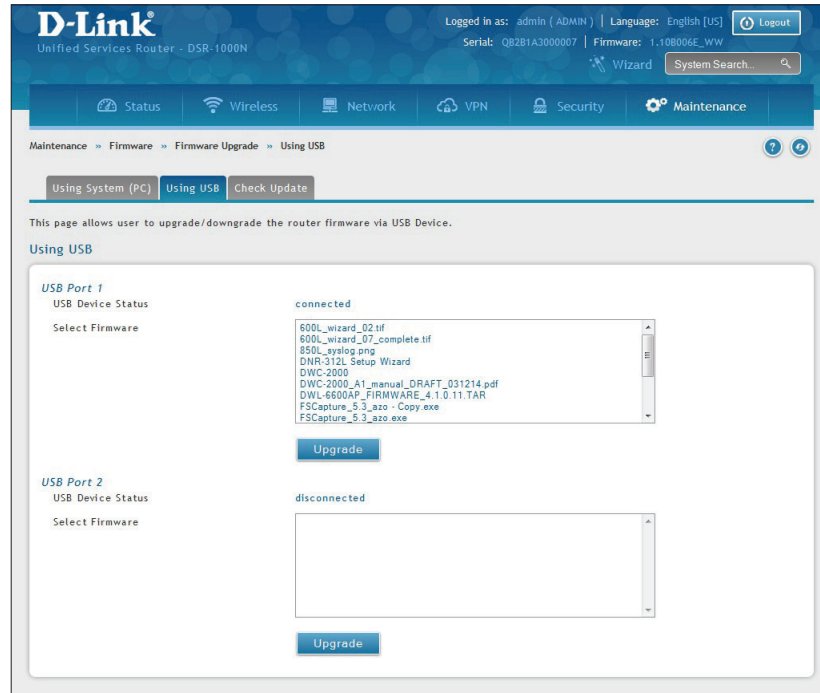 D-Link®
Logged in as: admin ( ADMIN ) | Language: English [US]
Logout
Unified Services Router - DSR-1000N
Serial: QB2B1A3000007 | Firmware: 1.10B006E_WW
Wizard
System Search...
Status
Wireless
Network
VPN
Security
Maintenance
Maintenance » Firmware » Firmware Upgrade » Using USB
?
Using System (PC)
Using USB
Check Update
This page allows user to upgrade/downgrade the router firmware via USB Device.
Using USB
USB Port 1
USB Device Status connected
Select Firmware
600L_wizard_02.tif
600L_wizard_07_complete.tif
850L_syslog.png
DNR-312L Setup Wizard
DWC-2000
DWC-2000_A1_manual_DRAFT_031214.pdf
DWL-6600AP_FIRMWARE_4.1.0.11.TAR
FSCapture_5.3_azo - Copy.exe
FSCapture_5.3_azo.exe
Upgrade
USB Port 2
USB Device Status disconnected
Select Firmware
Upgrade